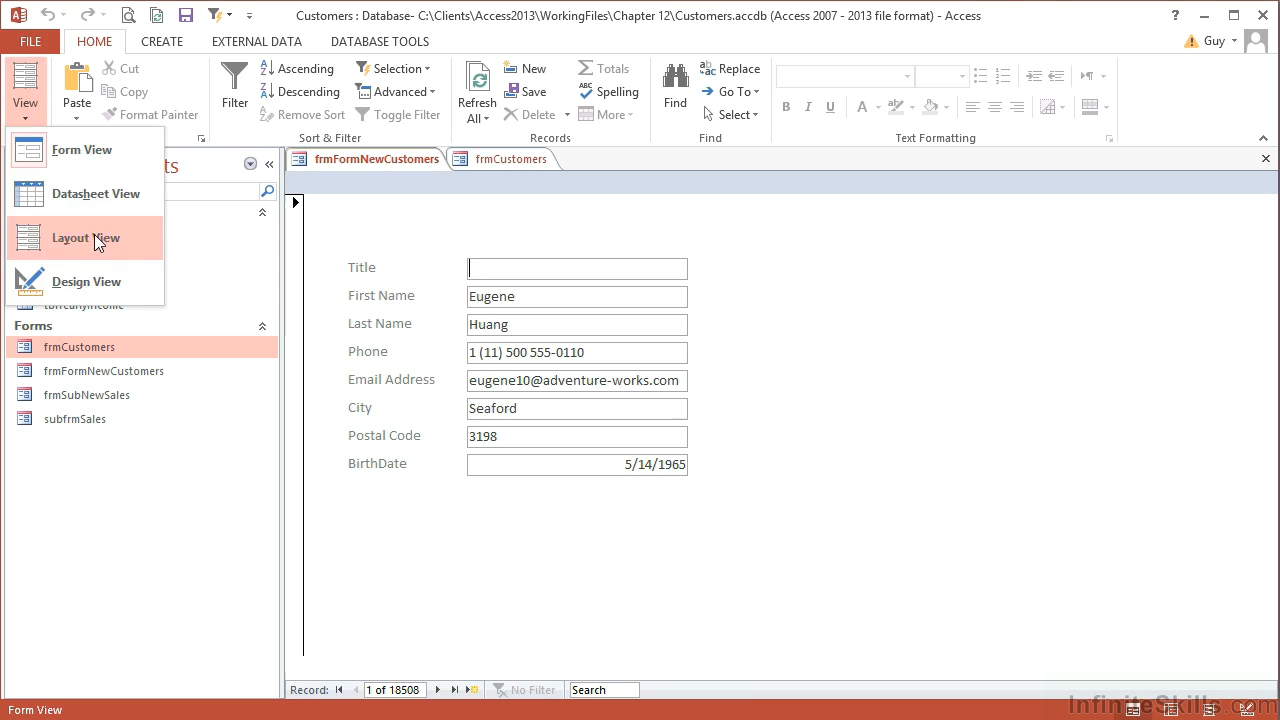 Customers : Database- C:\Clients\Access2013\WorkingFiles\Chapter 12\Customers.accdb (Access 2007 - 2013 file format) - Access
FILE HOME CREATE EXTERNAL DATA DATABASE TOOLS Guy
View
Paste
Cut
Copy
Format Painter
Filter
Ascending
Descending
Remove Sort
Selection
Advanced
Toggle Filter
Sort & Filter
Refresh
All
New
Save
Delete
Totals
Spelling
More
Records
Find
Replace
Go To
Select
Find
B I U A
Text Formatting
Form View
Datasheet View
Layout View
Design View
ts
Forms
frmCustomers
frmFormNewCustomers
frmSubNewSales
subfrmSales
frmFormNewCustomers frmCustomers
Title
First Name Eugene
Last Name Huang
Phone 1 (11) 500 555-0110
Email Address eugene10@adventure-works.com
City Seaford
Postal Code 3198
BirthDate 5/14/1965
Record: 1 of 18508 No Filter Search
Form View
InfiniteSkills.com